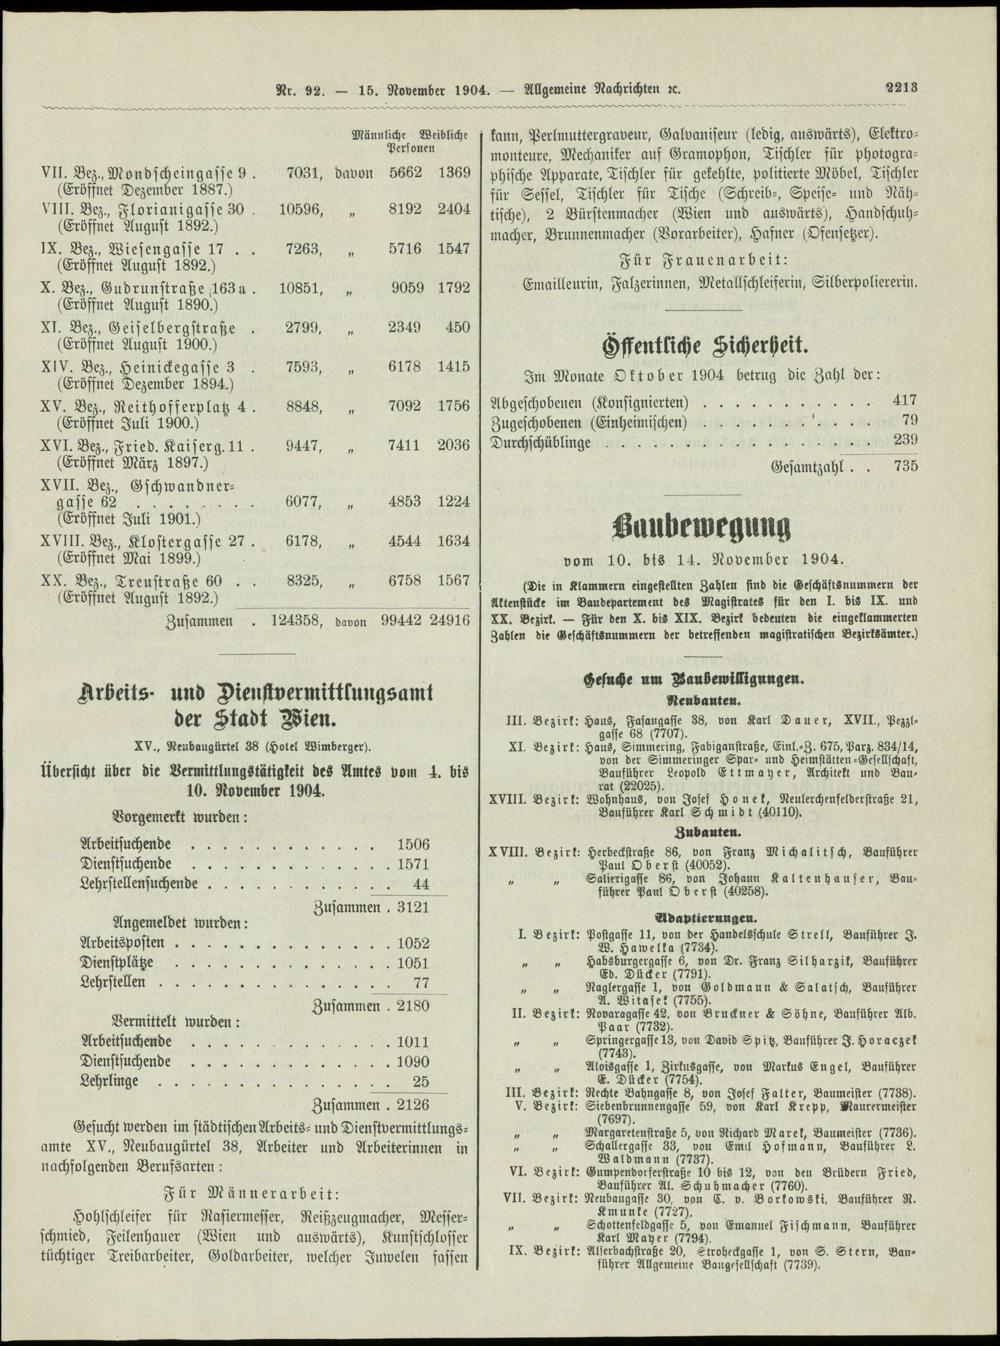 Nr. 92. — 15. November 1904. — Allgemeine Nachrichten ꝛc. 2213
Männliche Weibliche
Personen
VII. Bez., Mondscheingasse 9 . 7031, davon 5662 1369
(Eröffnet Dezember 1887.)
VIII. Bez., Florianigasse 30 . 10596, „ 8192 2404
(Eröffnet August 1892.)
IX. Bez., Wiesengasse 17 . . 7263, „ 5716 1547
(Eröffnet August 1892.)
X. Bez., Gudrunstraße 163 a . 10851, „ 9059 1792
(Eröffnet August 1890.)
XI. Bez., Geiselbergstraße . 2799, „ 2349 450
(Eröffnet August 1900.)
XIV. Bez., Heinickegasse 3 . 7593, „ 6178 1415
(Eröffnet Dezember 1894.)
XV. Bez., Reithofferplatz 4 . 8848, „ 7092 1756
(Eröffnet Juli 1900.)
XVI. Bez., Fried. Kaiserg. 11 . 9447, „ 7411 2036
(Eröffnet März 1897.)
XVII. Bez., Gschwandner-
gasse 62 . . . . . . . . 6077, „ 4853 1224
(Eröffnet Juli 1901.)
XVIII. Bez., Klostergasse 27 . 6178, „ 4544 1634
(Eröffnet Mai 1899.)
XX. Bez., Treustraße 60 . . 8325, „ 6758 1567
(Eröffnet August 1892.)
Zusammen . 124358, davon 99442 24916
Arbeits- und Dienstvermittlungsamt
der Stadt Wien.
XV., Neubaugürtel 38 (Hotel Wimberger).
Übersicht über die Vermittlungstätigkeit des Amtes vom 4. bis
10. November 1904.
Vorgemerkt wurden:
Arbeitsuchende . . . . . . . . . . . . 1506
Dienstsuchende . . . . . . . . . . . . 1571
Lehrstellensuchende . . . . . . . . . . . 44
Zusammen . 3121
Angemeldet wurden:
Arbeitsposten . . . . . . . . . . . . . 1052
Dienstplätze . . . . . . . . . . . . . 1051
Lehrstellen . . . . . . . . . . . . . . 77
Zusammen . 2180
Vermittelt wurden:
Arbeitsuchende . . . . . . . . . . . . 1011
Dienstsuchende . . . . . . . . . . . . 1090
Lehrlinge . . . . . . . . . . . . . . 25
Zusammen . 2126
Gesucht werden im städtischen Arbeits- und Dienstvermittlungs-
amte XV., Neubaugürtel 38, Arbeiter und Arbeiterinnen in
nachfolgenden Berufsarten:
Für Männerarbeit:
Hohlschleifer für Rasiermesser, Reißzeugmacher, Messer-
schmied, Feilenhauer (Wien und auswärts), Kunstschlosser
tüchtiger Treibarbeiter, Goldarbeiter, welcher Juwelen fassen
kann, Perlmuttergraveur, Galvaniseur (ledig, auswärts), Elektro-
monteure, Mechaniker auf Gramophon, Tischler für photogra-
phische Apparate, Tischler für gekehlte, politierte Möbel, Tischler
für Sessel, Tischler für Tische (Schreib-, Speise- und Näh-
tische), 2 Bürstenmacher (Wien und auswärts), Handschuh-
macher, Brunnenmacher (Vorarbeiter), Hafner (Ofensetzer).
Für Frauenarbeit:
Emailleurin, Falzerinnen, Metallschleiferin, Silberpoliererin.
Öffentliche Sicherheit.
Im Monate Oktober 1904 betrug die Zahl der:
Abgeschobenen (Konsignierten) . . . . . . . . . . . 417
Zugeschobenen (Einheimischen) . . . . . . . . . . . 79
Durchschüblinge . . . . . . . . . . . . . . . . 239
Gesamtzahl . . 735
Baubewegung
vom 10. bis 14. November 1904.
(Die in Klammern eingestellten Zahlen sind die Geschäftsnummern der
Aktenstücke im Baudepartement des Magistrates für den I. bis IX. und
XX. Bezirk. — Für den X. bis XIX. Bezirk bedeuten die eingeklammerten
Zahlen die Geschäftsnummern der betreffenden magistratischen Bezirksämter.)
Gesuche um Baubewilligungen.
Neubauten.
III. Bezirk: Haus, Fasangasse 38, von Karl Dauer, XVII., Pezzl-
gasse 68 (7707).
XI. Bezirk: Haus, Simmering, Fabiganstraße, Einl.-Z. 675, Parz. 834/14,
von der Simmeringer Spar- und Heimstätten-Gesellschaft,
Bauführer Leopold Ettmayer, Architekt und Bau-
rat (22025).
XVIII. Bezirk: Wohnhaus, von Josef Honek, Neulerchenfelderstraße 21,
Bauführer Karl Schmidt (40110).
Zubauten.
XVIII. Bezirk: Herbeckstraße 86, von Franz Michalitsch, Bauführer
Paul Oberst (40052).
„ „ Salierigasse 86, von Johann Kaltenhauser, Bau-
führer Paul Oberst (40258).
Adaptierungen.
I. Bezirk: Postgasse 11, von der Handelsschule Strell, Bauführer J.
W. Hawelka (7734).
„ „ Habsburgergasse 6, von Dr. Franz Silharzik, Bauführer
Ed. Dücker (7791).
„ „ Naglergasse 1, von Goldmann & Salatsch, Bauführer
A. Witasek (7755).
II. Bezirk: Novaragasse 42, von Bruckner & Söhne, Bauführer Alb.
Paar (7732).
„ „ Springergasse 13, von David Spitz, Bauführer J. Horaczek
(7743).
„ „ Aloisgasse 1, Zirkusgasse, von Markus Engel, Bauführer
E. Dücker (7754).
III. Bezirk: Rechte Bahngasse 8, von Josef Falter, Baumeister (7738).
V. Bezirk: Siebenbrunnengasse 59, von Karl Krepp, Maurermeister
(7697).
„ „ Margaretenstraße 5, von Richard Marek, Baumeister (7736).
„ „ Schallergasse 33, von Emil Hofmann, Bauführer L.
Waldmann (7737).
VI. Bezirk: Gumpendorferstraße 10 bis 12, von den Brüdern Fried,
Bauführer Al. Schuhmacher (7760).
VII. Bezirk: Neubaugasse 30, von C. v. Borkowski, Bauführer R.
Kmunke (7727).
„ „ Schottenfeldgasse 5, von Emanuel Fischmann, Bauführer
Karl Mayer (7794).
IX. Bezirk: Alserbachstraße 20, Stroheckgasse 1, von S. Stern, Bau-
führer Allgemeine Baugesellschaft (7739).